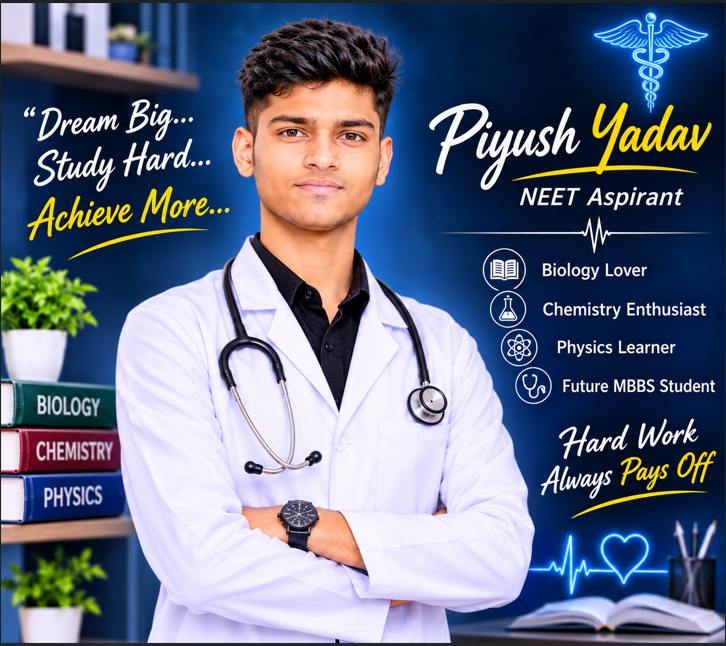 “Dream Big...
Study Hard...
Achieve More...
Piyush Yadav
NEET Aspirant
Biology Lover
Chemistry Enthusiast
Physics Learner
Future MBBS Student
Hard Work
Always Pays Off
BIOLOGY
CHEMISTRY
PHYSICS